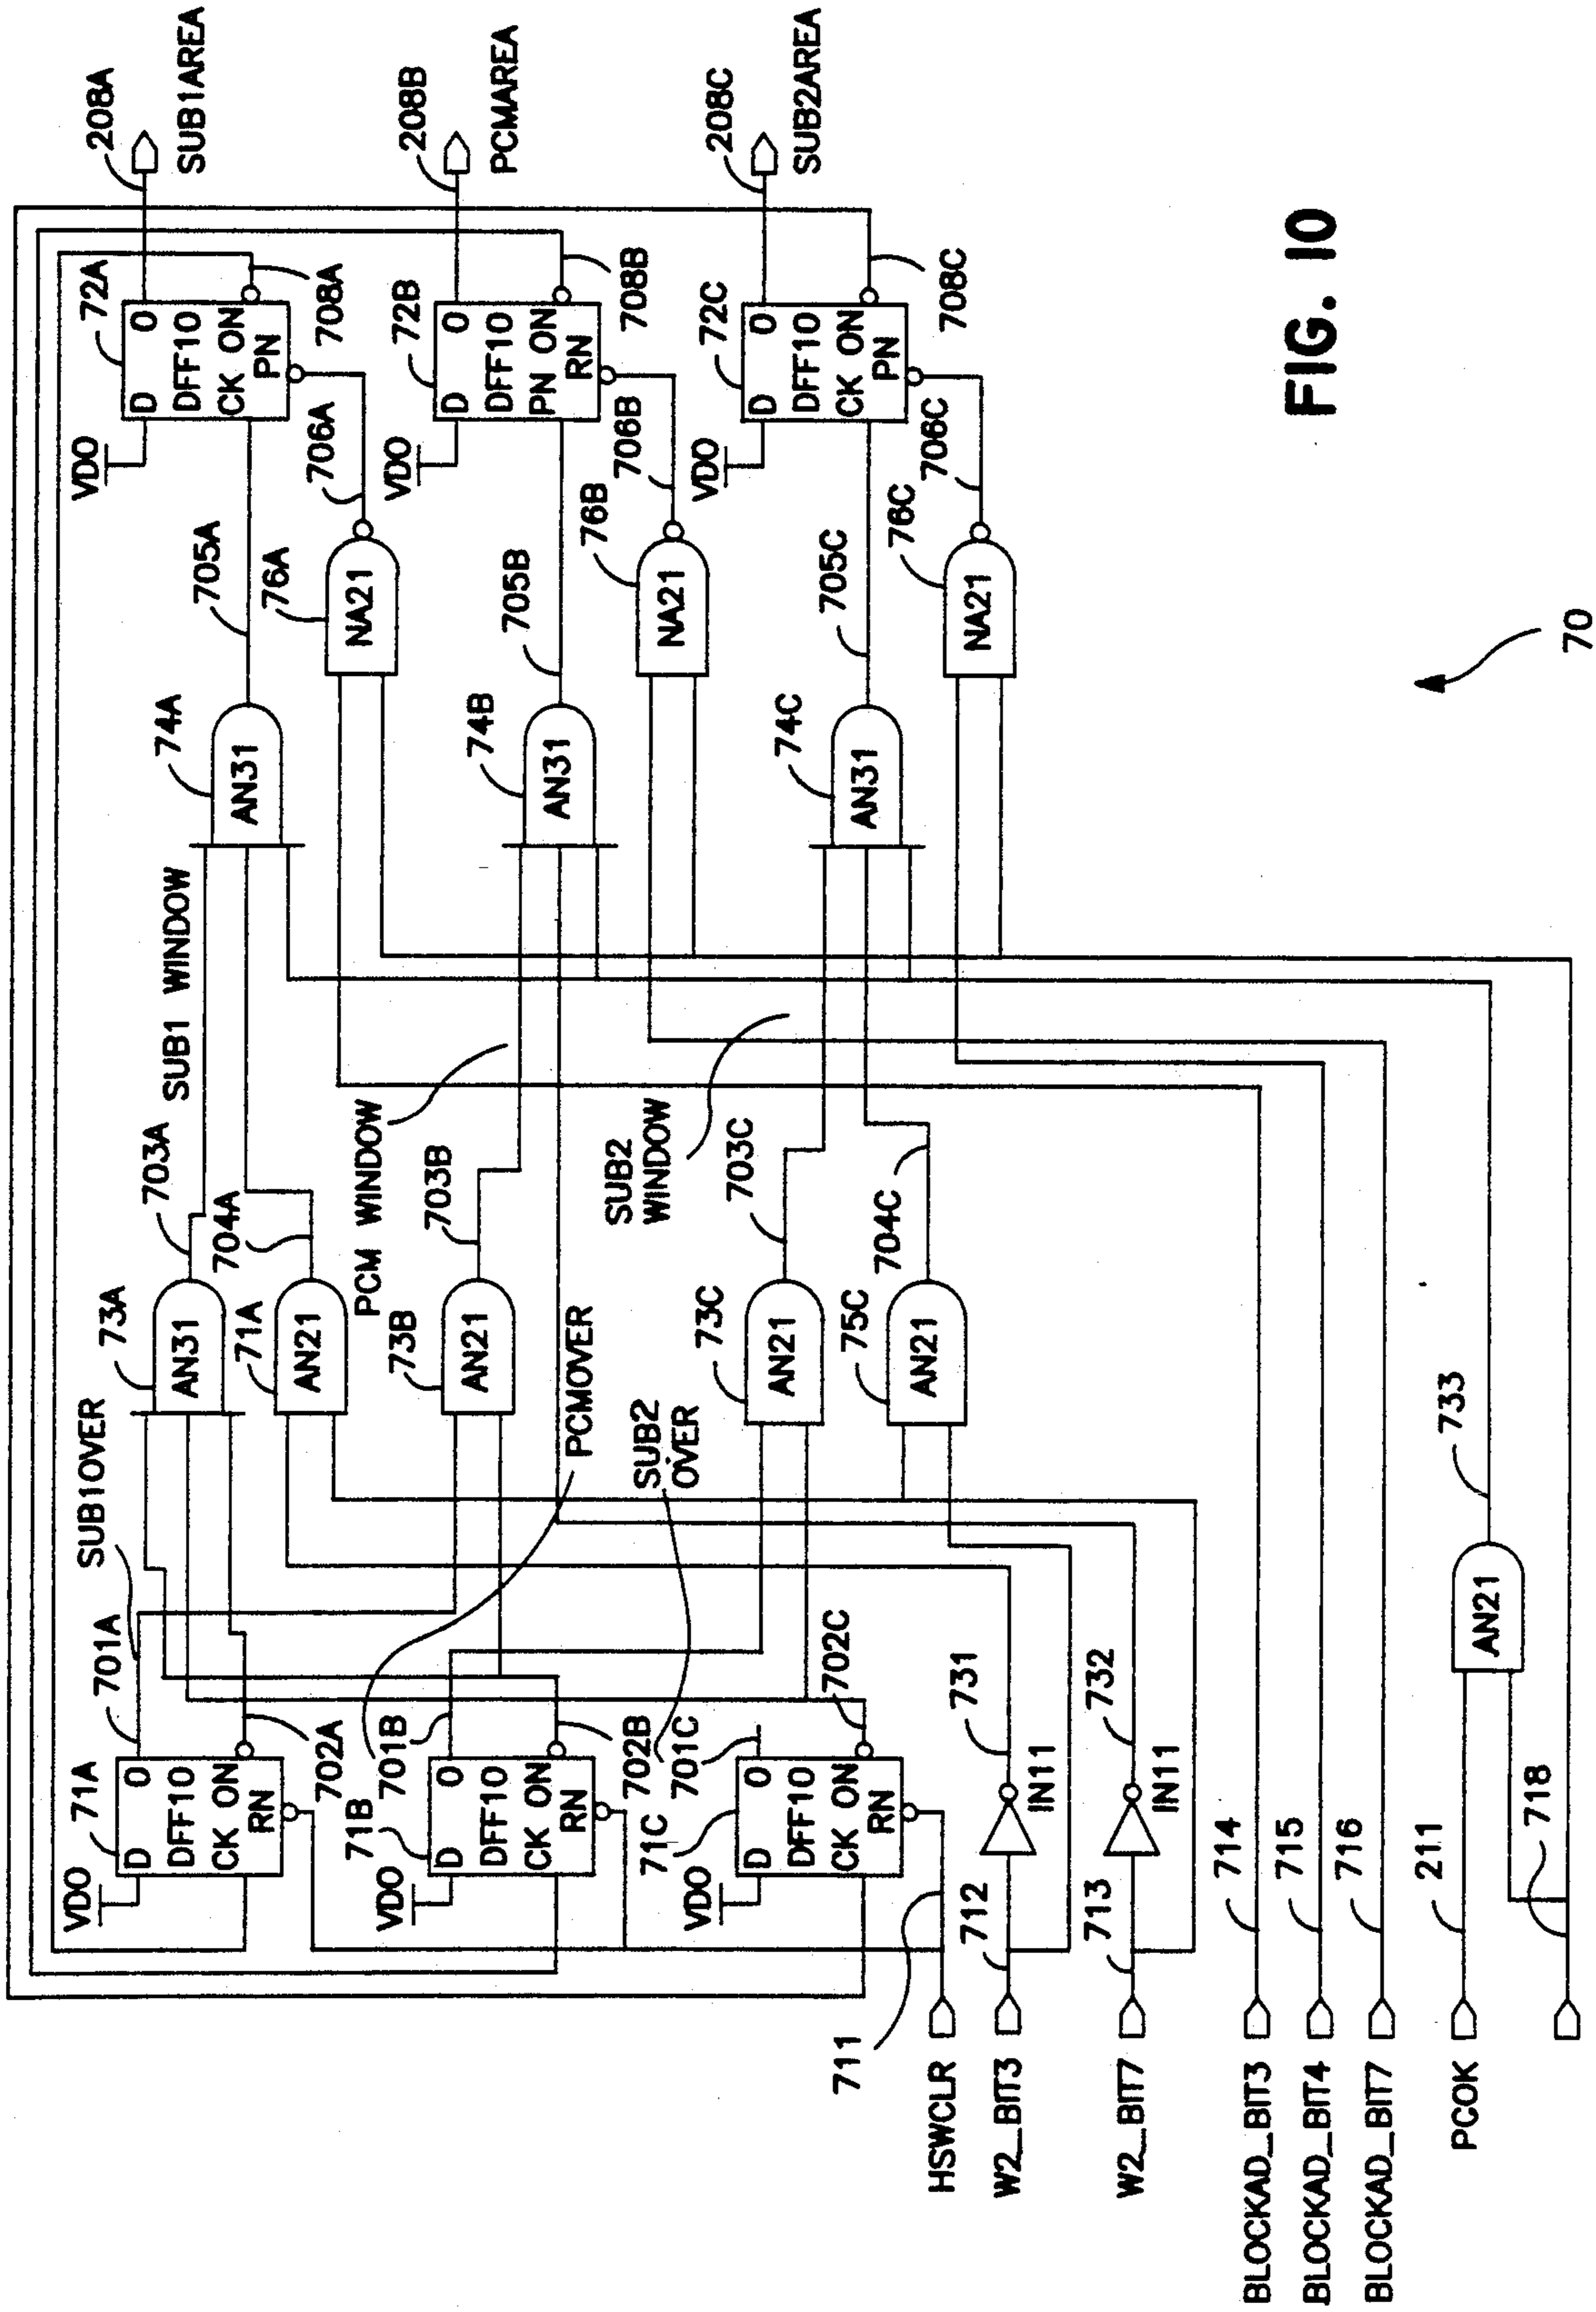 208A
SUB1AREA
208B
PCMAREA
208C
SUB2AREA
72A
VDO
D O
DFF10
CK ON
PN
708A
72B
VDO
D O
DFF10
PN ON
RN
708B
72C
VDO
D O
DFF10
CK ON
PN
708C
705A
706A
76A
NA21
705B
706B
76B
NA21
705C
706C
76C
NA21
74A
AN31
74B
AN31
74C
AN31
SUB1 WINDOW
PCM WINDOW
SUB2
WINDOW
703A
704A
703B
703C
704C
73A
AN31
71A
AN21
73B
AN21
73C
AN21
75C
AN21
SUB1OVER
PCMOVER
SUB2
OVER
701A
702A
71A
VDO
D O
DFF10
CK ON
RN
701B
702B
71B
VDO
D O
DFF10
CK ON
RN
701C
702C
71C
VDO
D O
DFF10
CK ON
RN
731
IN11
732
IN11
733
AN21
711
712
713
714
715
716
211
718
HSWCLR
W2_BIT3
W2_BIT7
BLOCKAD_BIT3
BLOCKAD_BIT4
BLOCKAD_BIT7
PCOK
70
FIG. 10